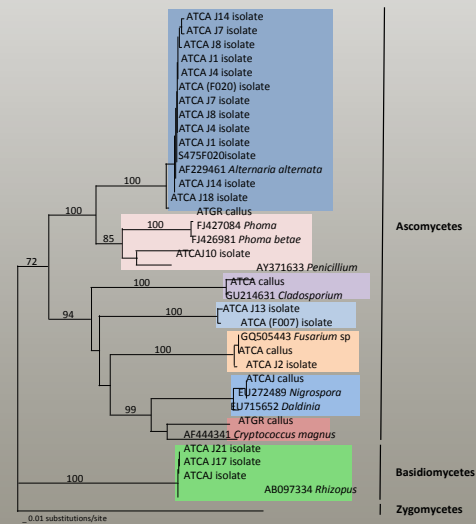 ATCA J14 isolate
ATCA J7 isolate
ATCA J8 isolate
ATCA J1 isolate
ATCA J4 isolate
ATCA (F020) isolate
ATCA J7 isolate
ATCA J8 isolate
ATCA J4 isolate
ATCA J1 isolate
S475F020isolate
AF229461 Alternaria alternata
ATCA J14 isolate
ATCA J18 isolate
100
ATGR callus
100
100
FJ427084 Phoma
Ascomycetes
85
FJ426981 Phoma betae
ATCAJ10 isolate
72
AY371633 Penicillium
100
ATCA callus
GU214631 Cladosporium
94
100
ATCA J13 isolate
ATCA (F007) isolate
GQ505443 Fusarium sp
100
ATCA callus
ATCA J2 isolate
ATCAJ callus
EU272489 Nigrospora
99
EU715652 Daldinia
ATGR callus
AF444341 Cryptococcus magnus
ATCA J21 isolate
ATCA J17 isolate
Basidiomycetes
100
ATCAJ isolate
AB097334 Rhizopus
Zygomycetes
_ 0.01 substitutions/site